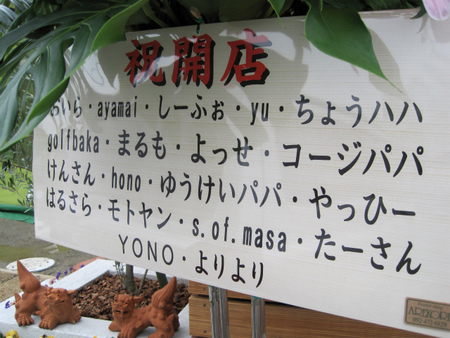 祝開店
おいら・ayamai・しーふぉ・yu・ちょうハハ
golfbaka・まるも・よっせ・コージパパ
けんさん・hono・ゆうけいパパ・やっひー
はるさら・モトヤン・s.of.masa・たーさん
YONO・よりより